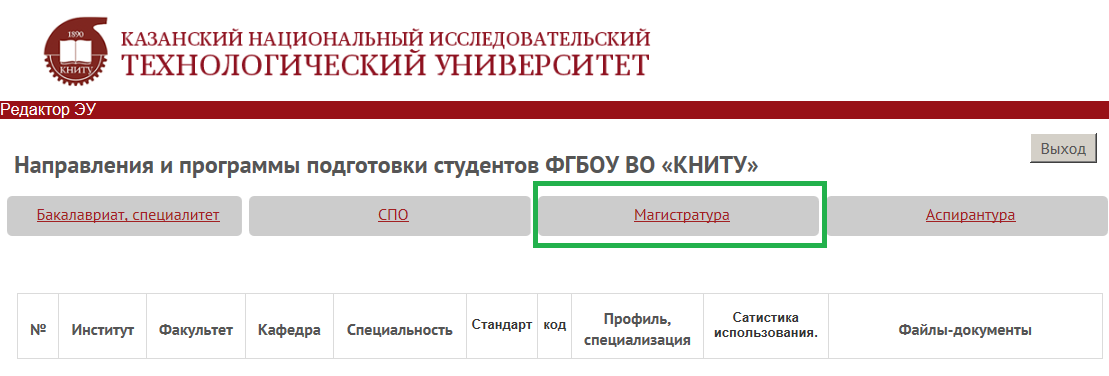 1890
КНИТУ
КАЗАНСКИЙ НАЦИОНАЛЬНЫЙ ИССЛЕДОВАТЕЛЬСКИЙ
ТЕХНОЛОГИЧЕСКИЙ УНИВЕРСИТЕТ
Редактор ЭУ
Выход
Направления и программы подготовки студентов ФГБОУ ВО «КНИТУ»
Бакалавриат, специалитет СПО Магистратура Аспирантура
№ Институт Факультет Кафедра Специальность Стандарт код Профиль, специализация Сатистика использования. Файлы-документы